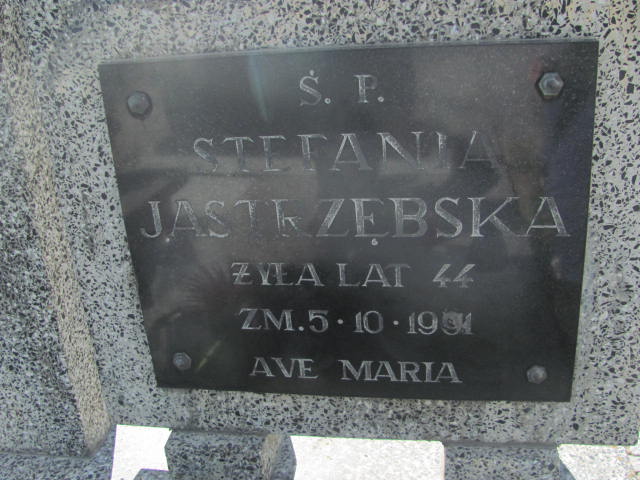 Ś. P.
STEFANIA
JASTRZĘBSKA
ŻYŁA LAT 44
ZM. 5·10·1991
AVE MARIA